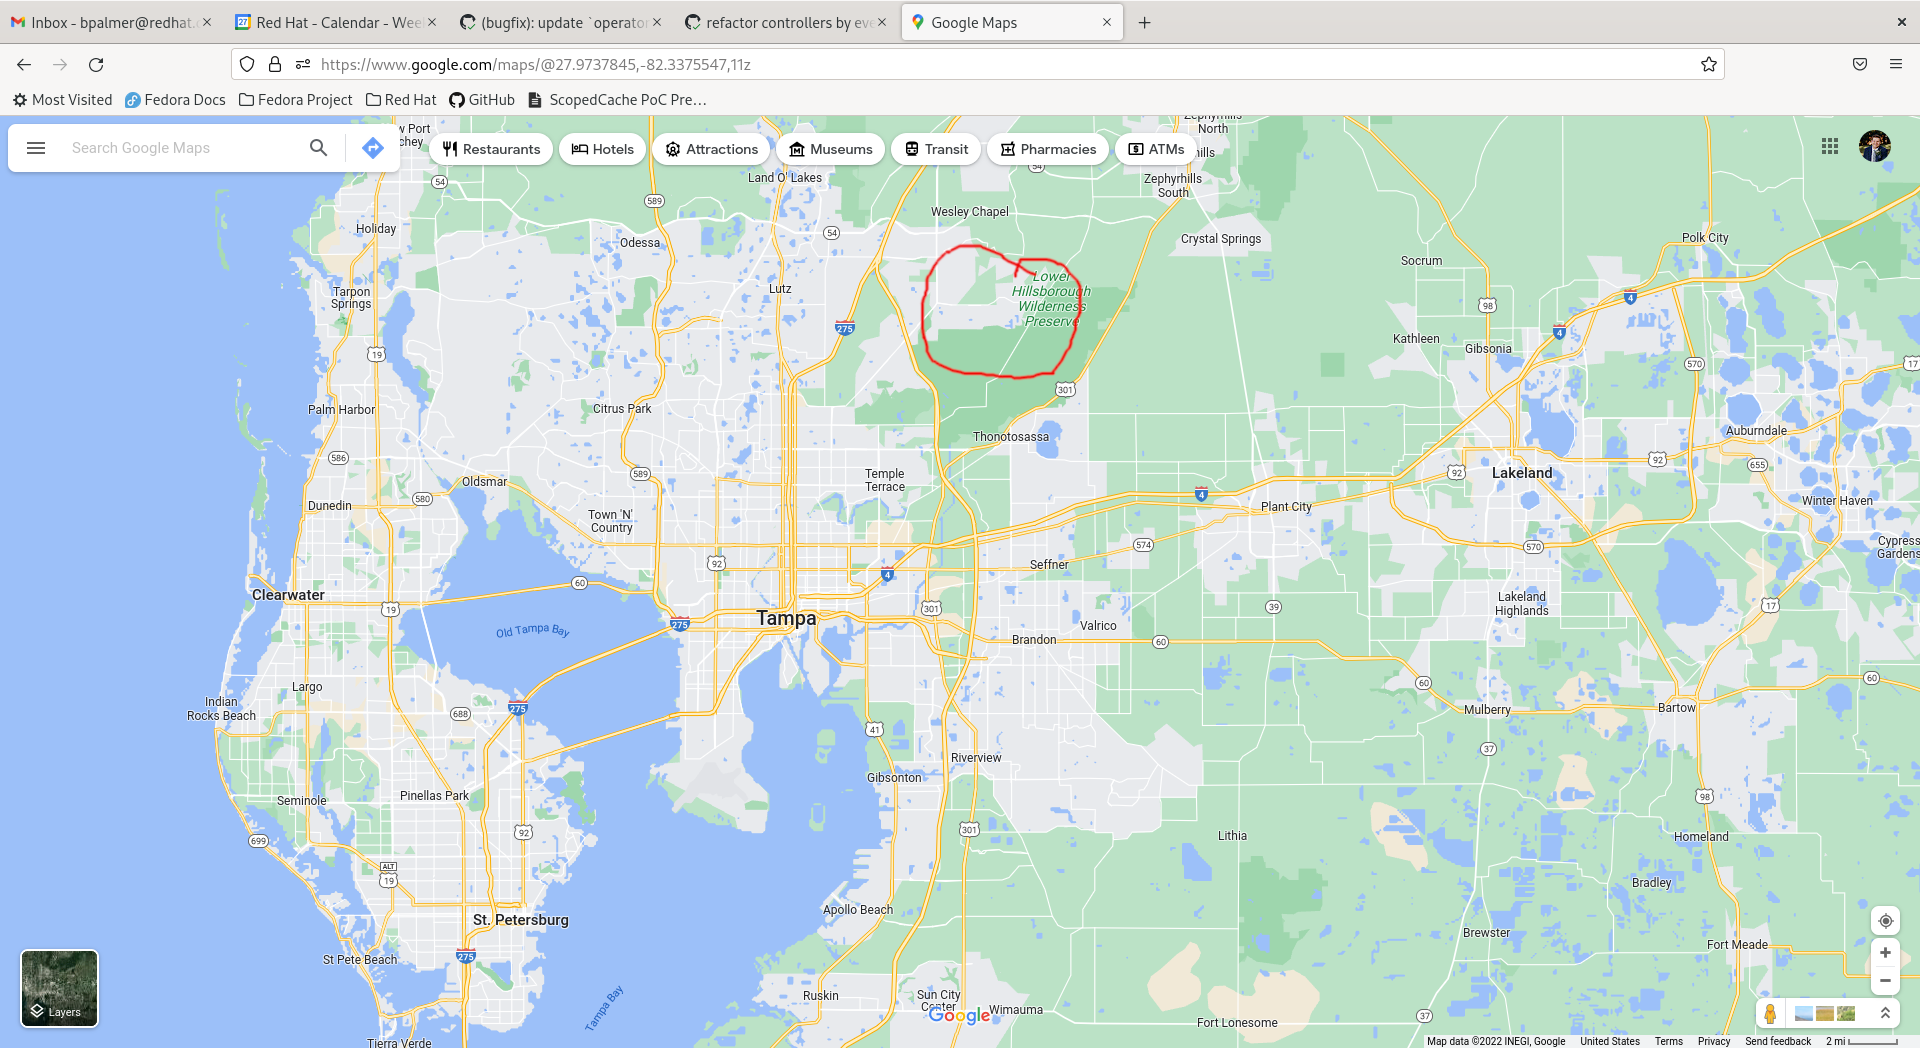 Inbox - bpalmer@redhat.
Red Hat - Calendar - Wee
(bugfix): update `operator
refactor controllers by eve
Google Maps
https://www.google.com/maps/@27.9737845,-82.3375547,11z
Most Visited
Fedora Docs
Fedora Project
Red Hat
GitHub
ScopedCache PoC Pre…
Search Google Maps
Restaurants
Hotels
Attractions
Museums
Transit
Pharmacies
ATMs
w Port
chey
Zephyrhills
North
hills
54
54
Land O' Lakes
Zephyrhills
South
589
Wesley Chapel
Holiday
Odessa
54
Crystal Springs
Polk City
Socrum
Lower
Hillsborough
Wilderness
Preserve
Tarpon
Springs
Lutz
275
98
4
4
Kathleen
Gibsonia
19
570
17
301
Palm Harbor
Citrus Park
Thonotosassa
Auburndale
586
589
Temple
Terrace
92
Lakeland
92
655
Oldsmar
580
Dunedin
Town 'N'
Country
4
Plant City
Winter Haven
574
570
Cypress
Gardens
92
Seffner
4
60
Clearwater
19
301
39
Lakeland
Highlands
17
Tampa
275
Old Tampa Bay
Valrico
Brandon
60
Largo
60
60
Indian
Rocks Beach
688
275
Mulberry
Bartow
41
37
Riverview
Gibsonton
Seminole
Pinellas Park
98
699
92
301
Lithia
Homeland
ALT
19
Bradley
Apollo Beach
St. Petersburg
Brewster
Fort Meade
St Pete Beach
275
Ruskin
Sun City
Center
Wimauma
Tampa Bay
Google
Fort Lonesome
37
Layers
Tierra Verde
Map data ©2022 INEGI, Google
United States
Terms
Privacy
Send feedback
2 mi